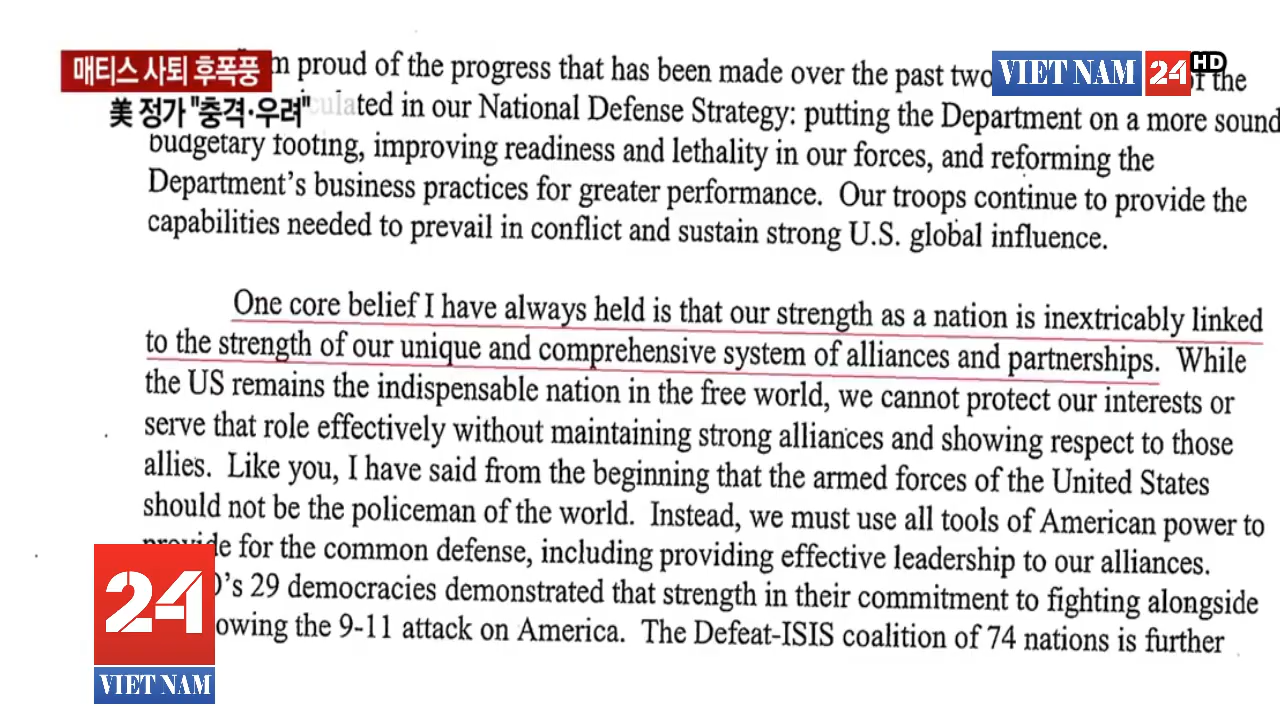 매티스 사퇴 후폭풍
美 정가 "충격·우려"
VIET NAM 24 HD
proud of the progress that has been made over the past two of the
ted in our National Defense Strategy: putting the Department on a more sound
budgetary footing, improving readiness and lethality in our forces, and reforming the
Department's business practices for greater performance. Our troops continue to provide the
capabilities needed to prevail in conflict and sustain strong U.S. global influence.
One core belief I have always held is that our strength as a nation is inextricably linked
to the strength of our unique and comprehensive system of alliances and partnerships. While
the US remains the indispensable nation in the free world, we cannot protect our interests or
serve that role effectively without maintaining strong alliances and showing respect to those
allies. Like you, I have said from the beginning that the armed forces of the United States
should not be the policeman of the world. Instead, we must use all tools of American power to
provide for the common defense, including providing effective leadership to our alliances.
's 29 democracies demonstrated that strength in their commitment to fighting alongside
owing the 9-11 attack on America. The Defeat-ISIS coalition of 74 nations is further
24
VIET NAM